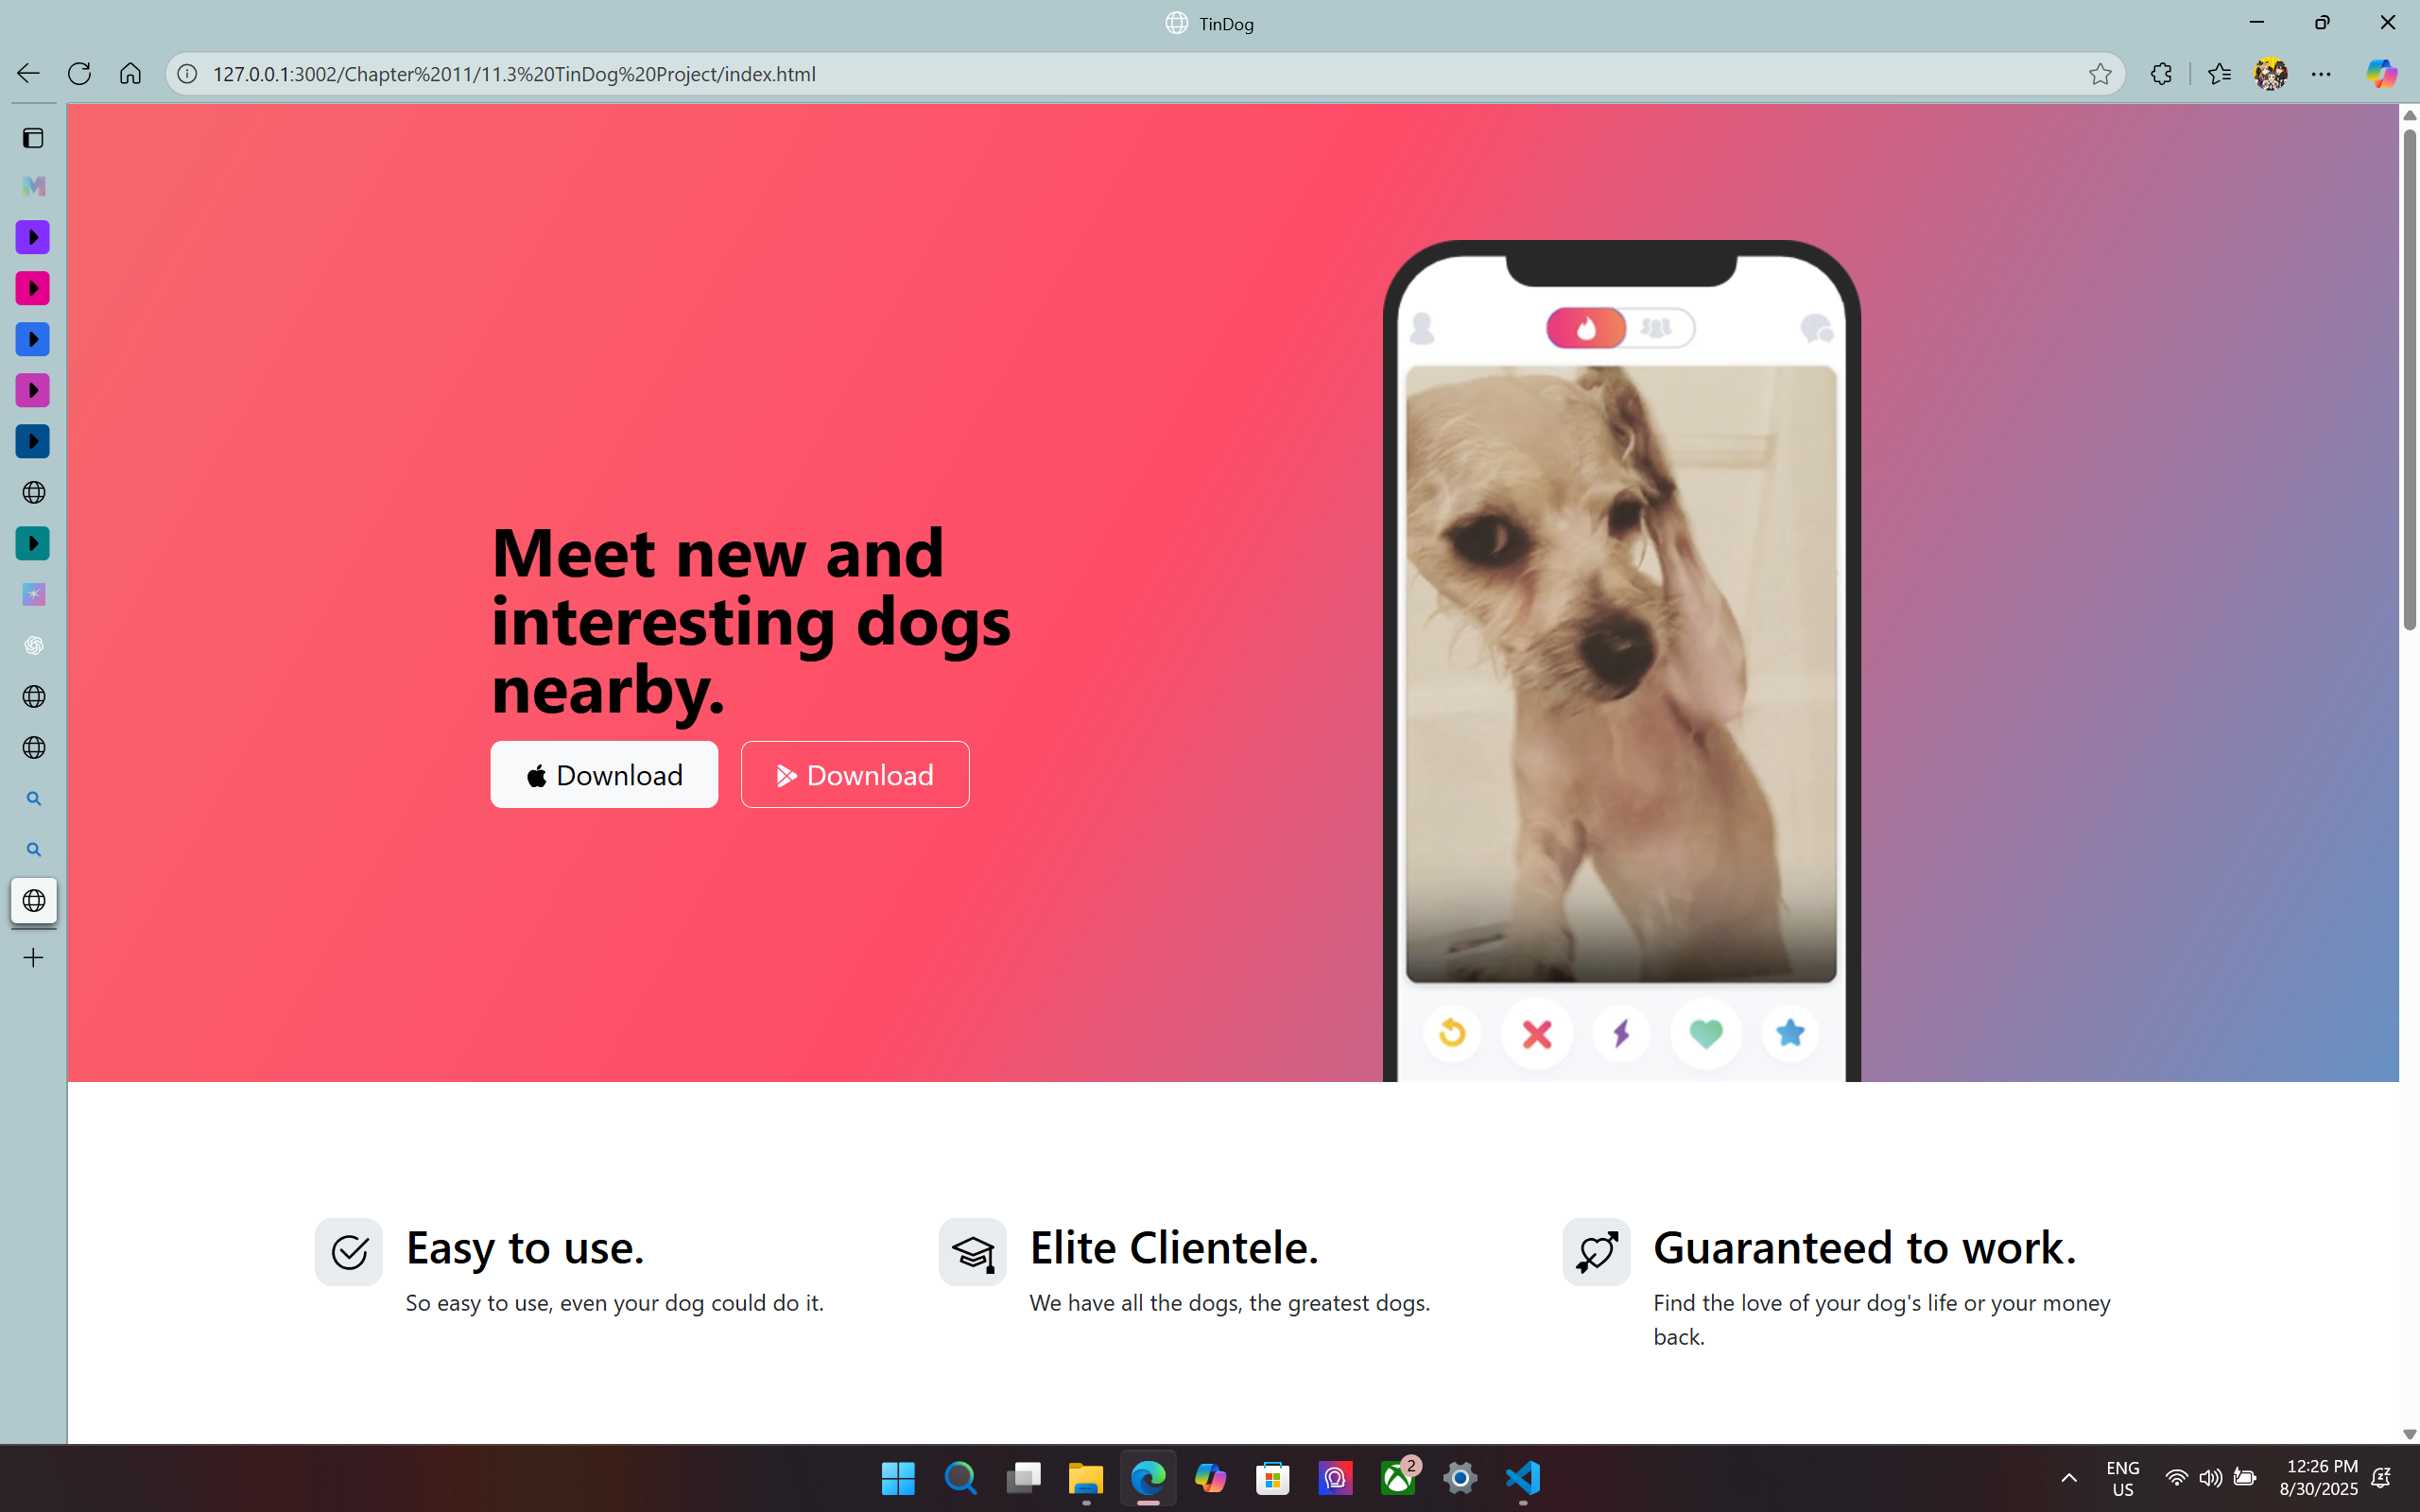 TinDog
127.0.0.1:3002/Chapter%2011/11.3%20TinDog%20Project/index.html
Meet new and
interesting dogs
nearby.
Download
Download
Easy to use.
So easy to use, even your dog could do it.
Elite Clientele.
We have all the dogs, the greatest dogs.
Guaranteed to work.
Find the love of your dog's life or your money
back.
2
ENG
US
12:26 PM
8/30/2025